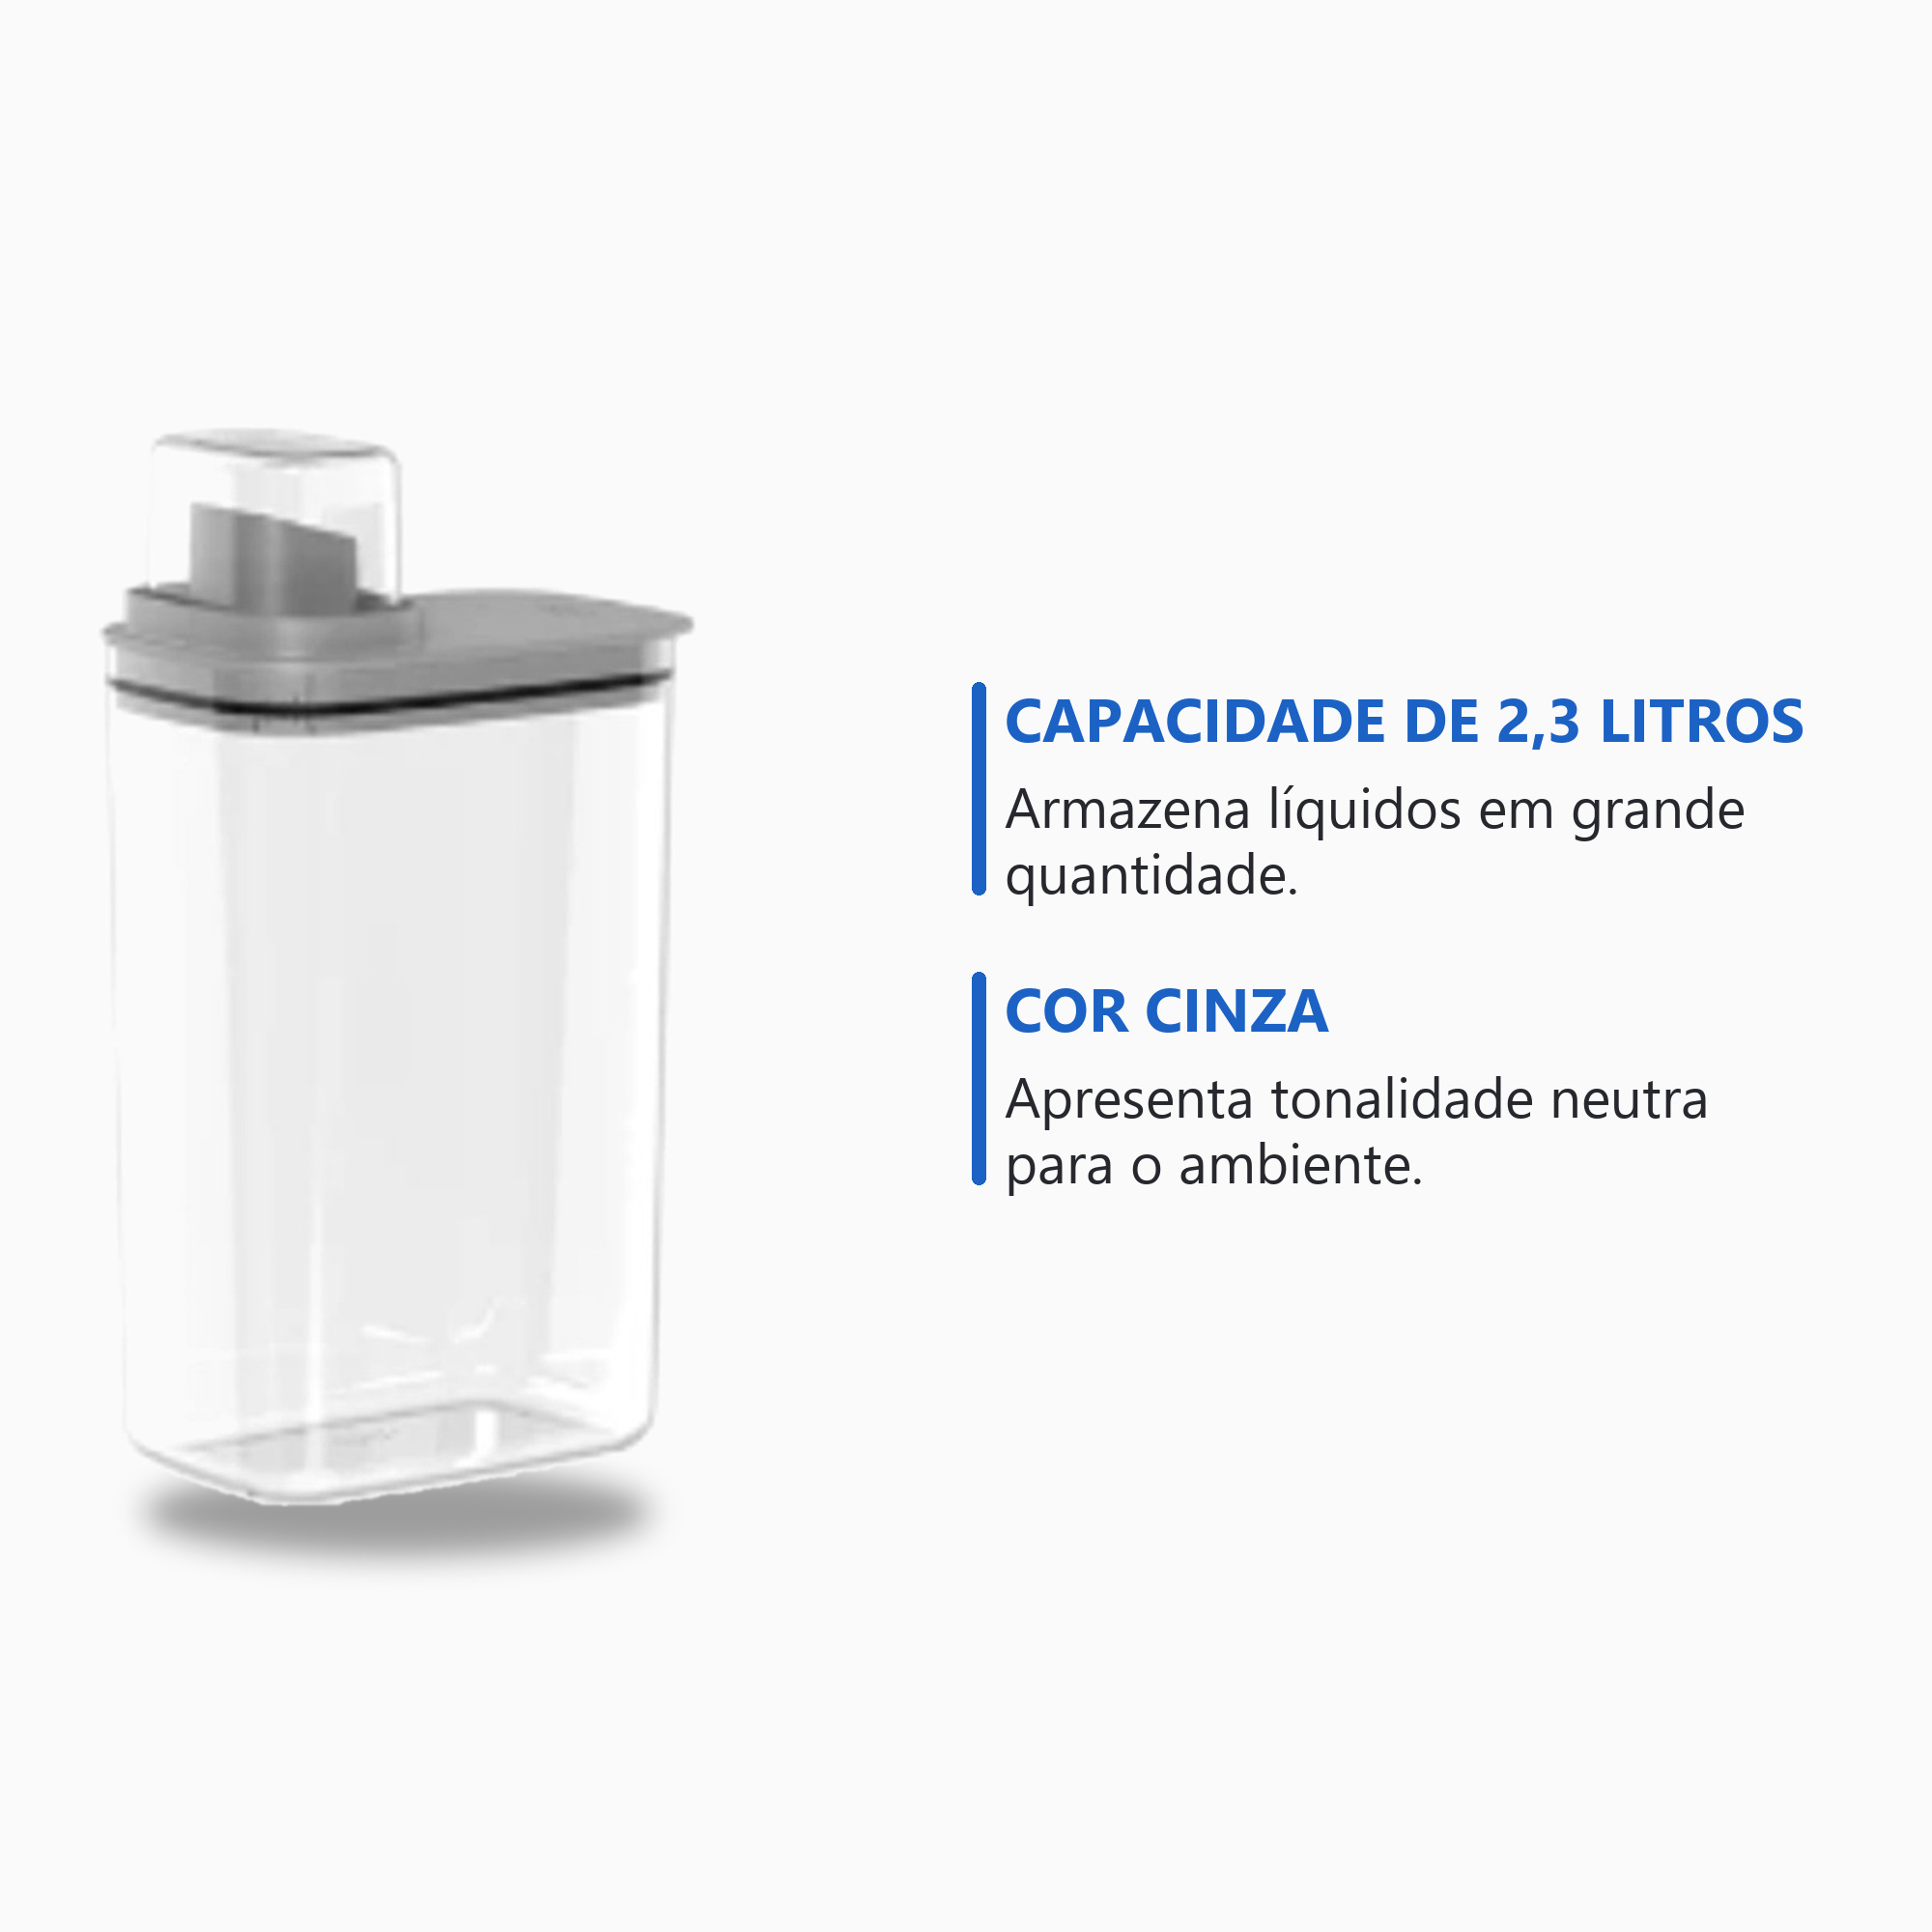 CAPACIDADE DE 2,3 LITROS
Armazena líquidos em grande
quantidade.
COR CINZA
Apresenta tonalidade neutra
para o ambiente.